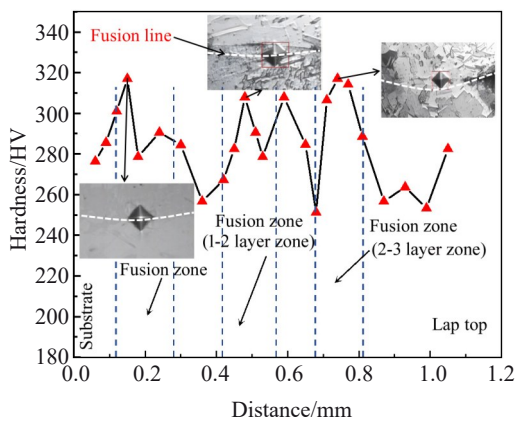 340
320
300
280
260
240
220
200
180
Hardness/HV
Fusion line
Fusion zone
Fusion zone
(1-2 layer zone)
Fusion zone
(2-3 layer zone)
Substrate
Lap top
0.0
0.2
0.4
0.6
0.8
1.0
1.2
Distance/mm